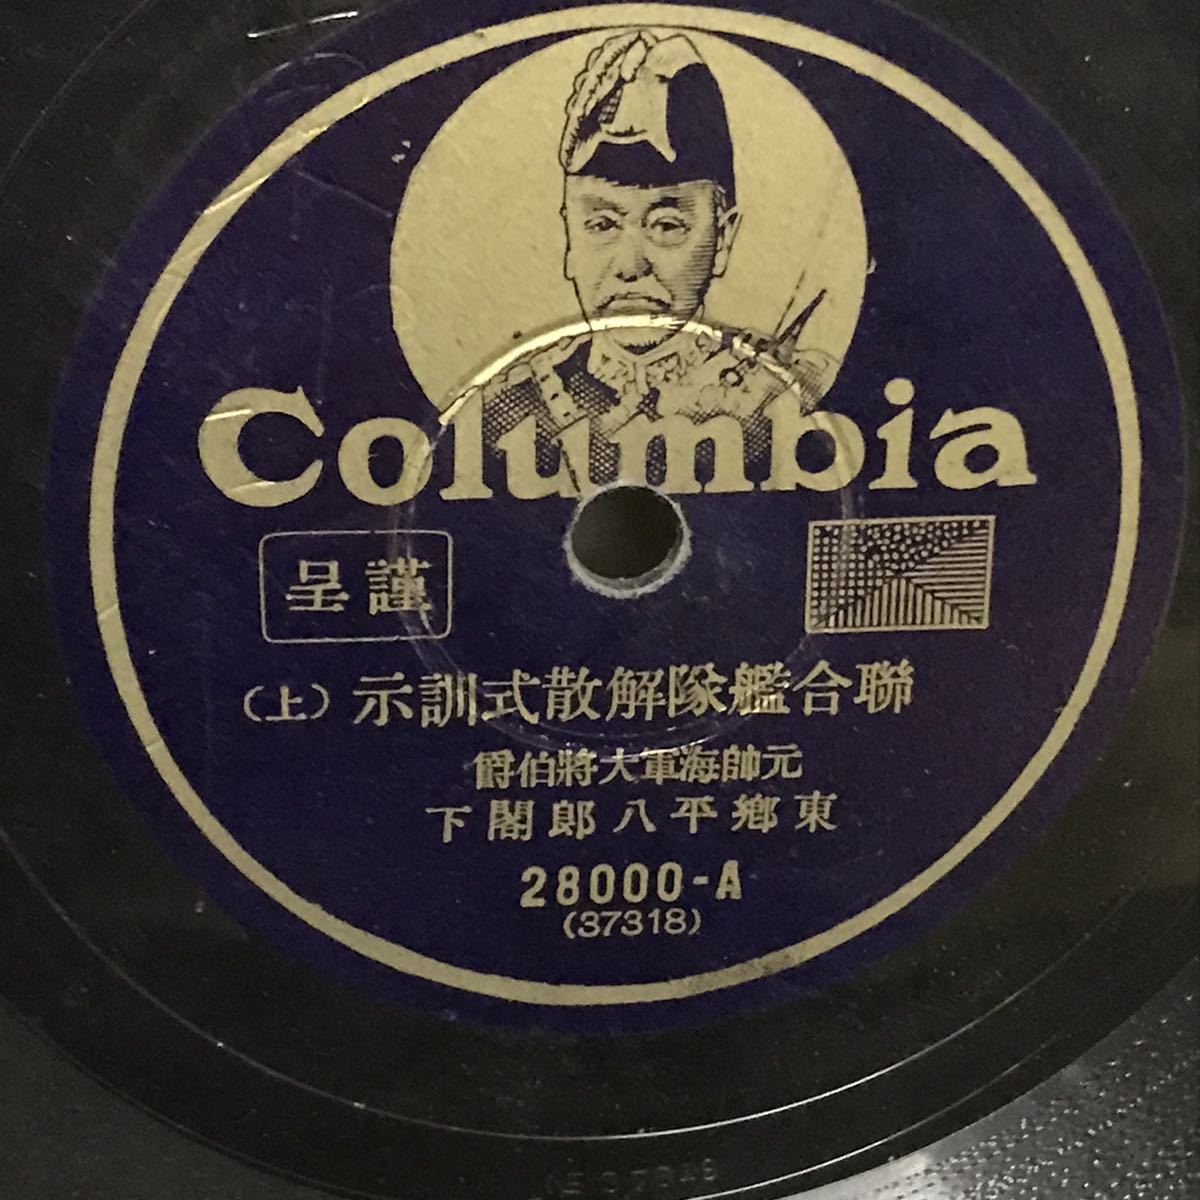 Columbia
謹呈
聯合艦隊解散式訓示（上）
元帥海軍大將伯爵
東鄕平八郎閣下
28000-A
(37318)